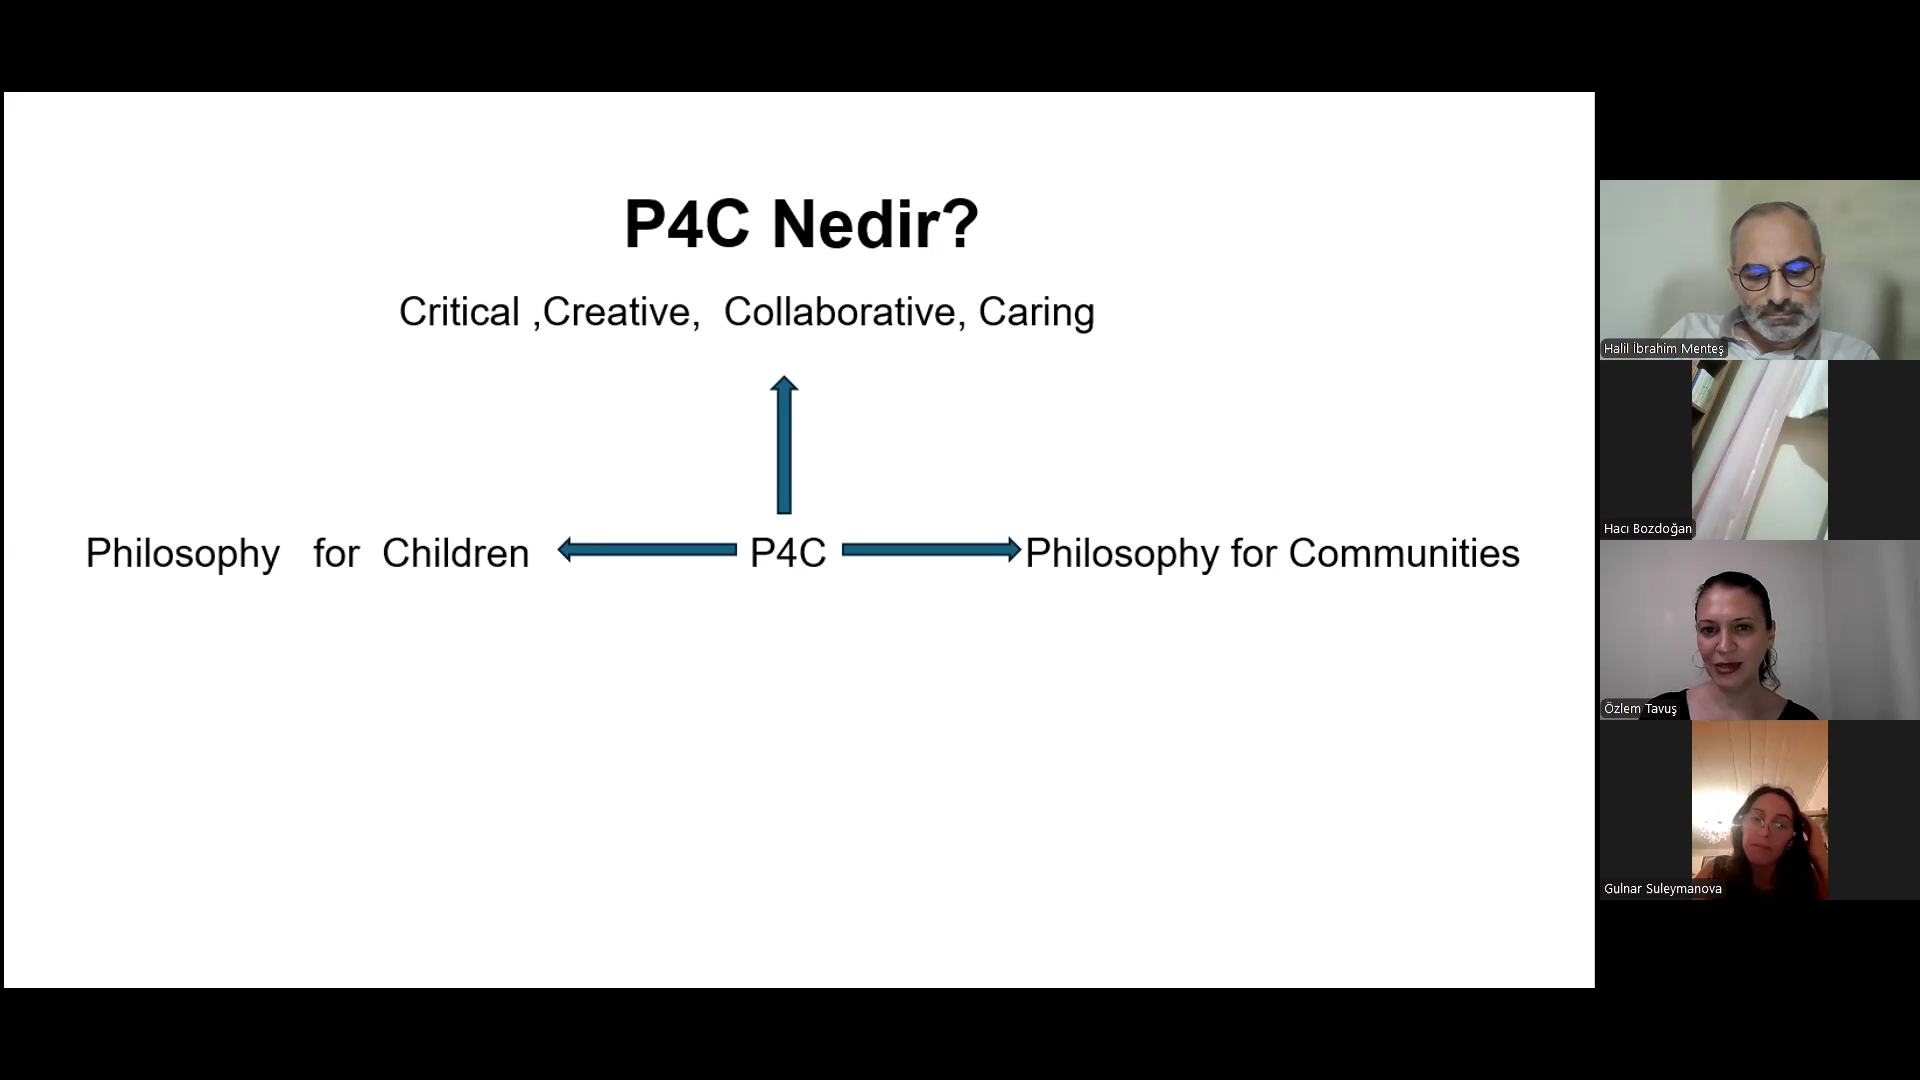 P4C Nedir?
Critical ,Creative,  Collaborative, Caring
Philosophy   for  Children
P4C
Philosophy for Communities
Halil İbrahim Menteş
Hacı Bozdoğan
Özlem Tavuş
Gulnar Suleymanova